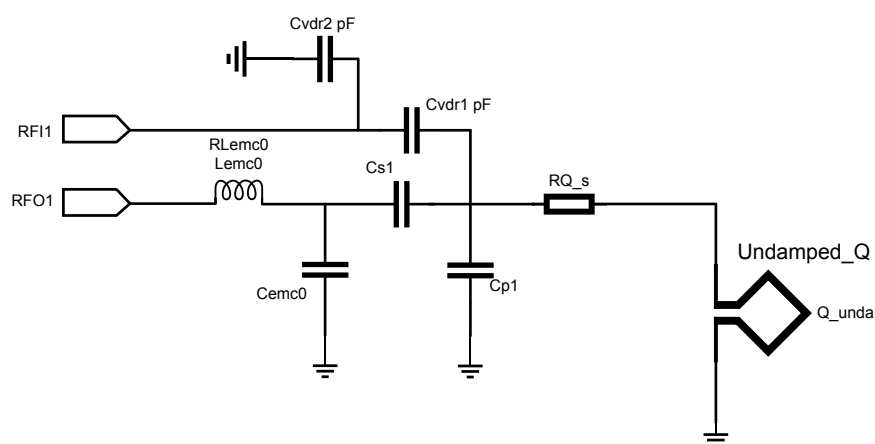 Cvdr2 pF
Cvdr1 pF
RFI1
RLemc0
Lemc0
Cs1
RQ_s
RFO1
Undamped_Q
Cemc0
Cp1
Q_unda